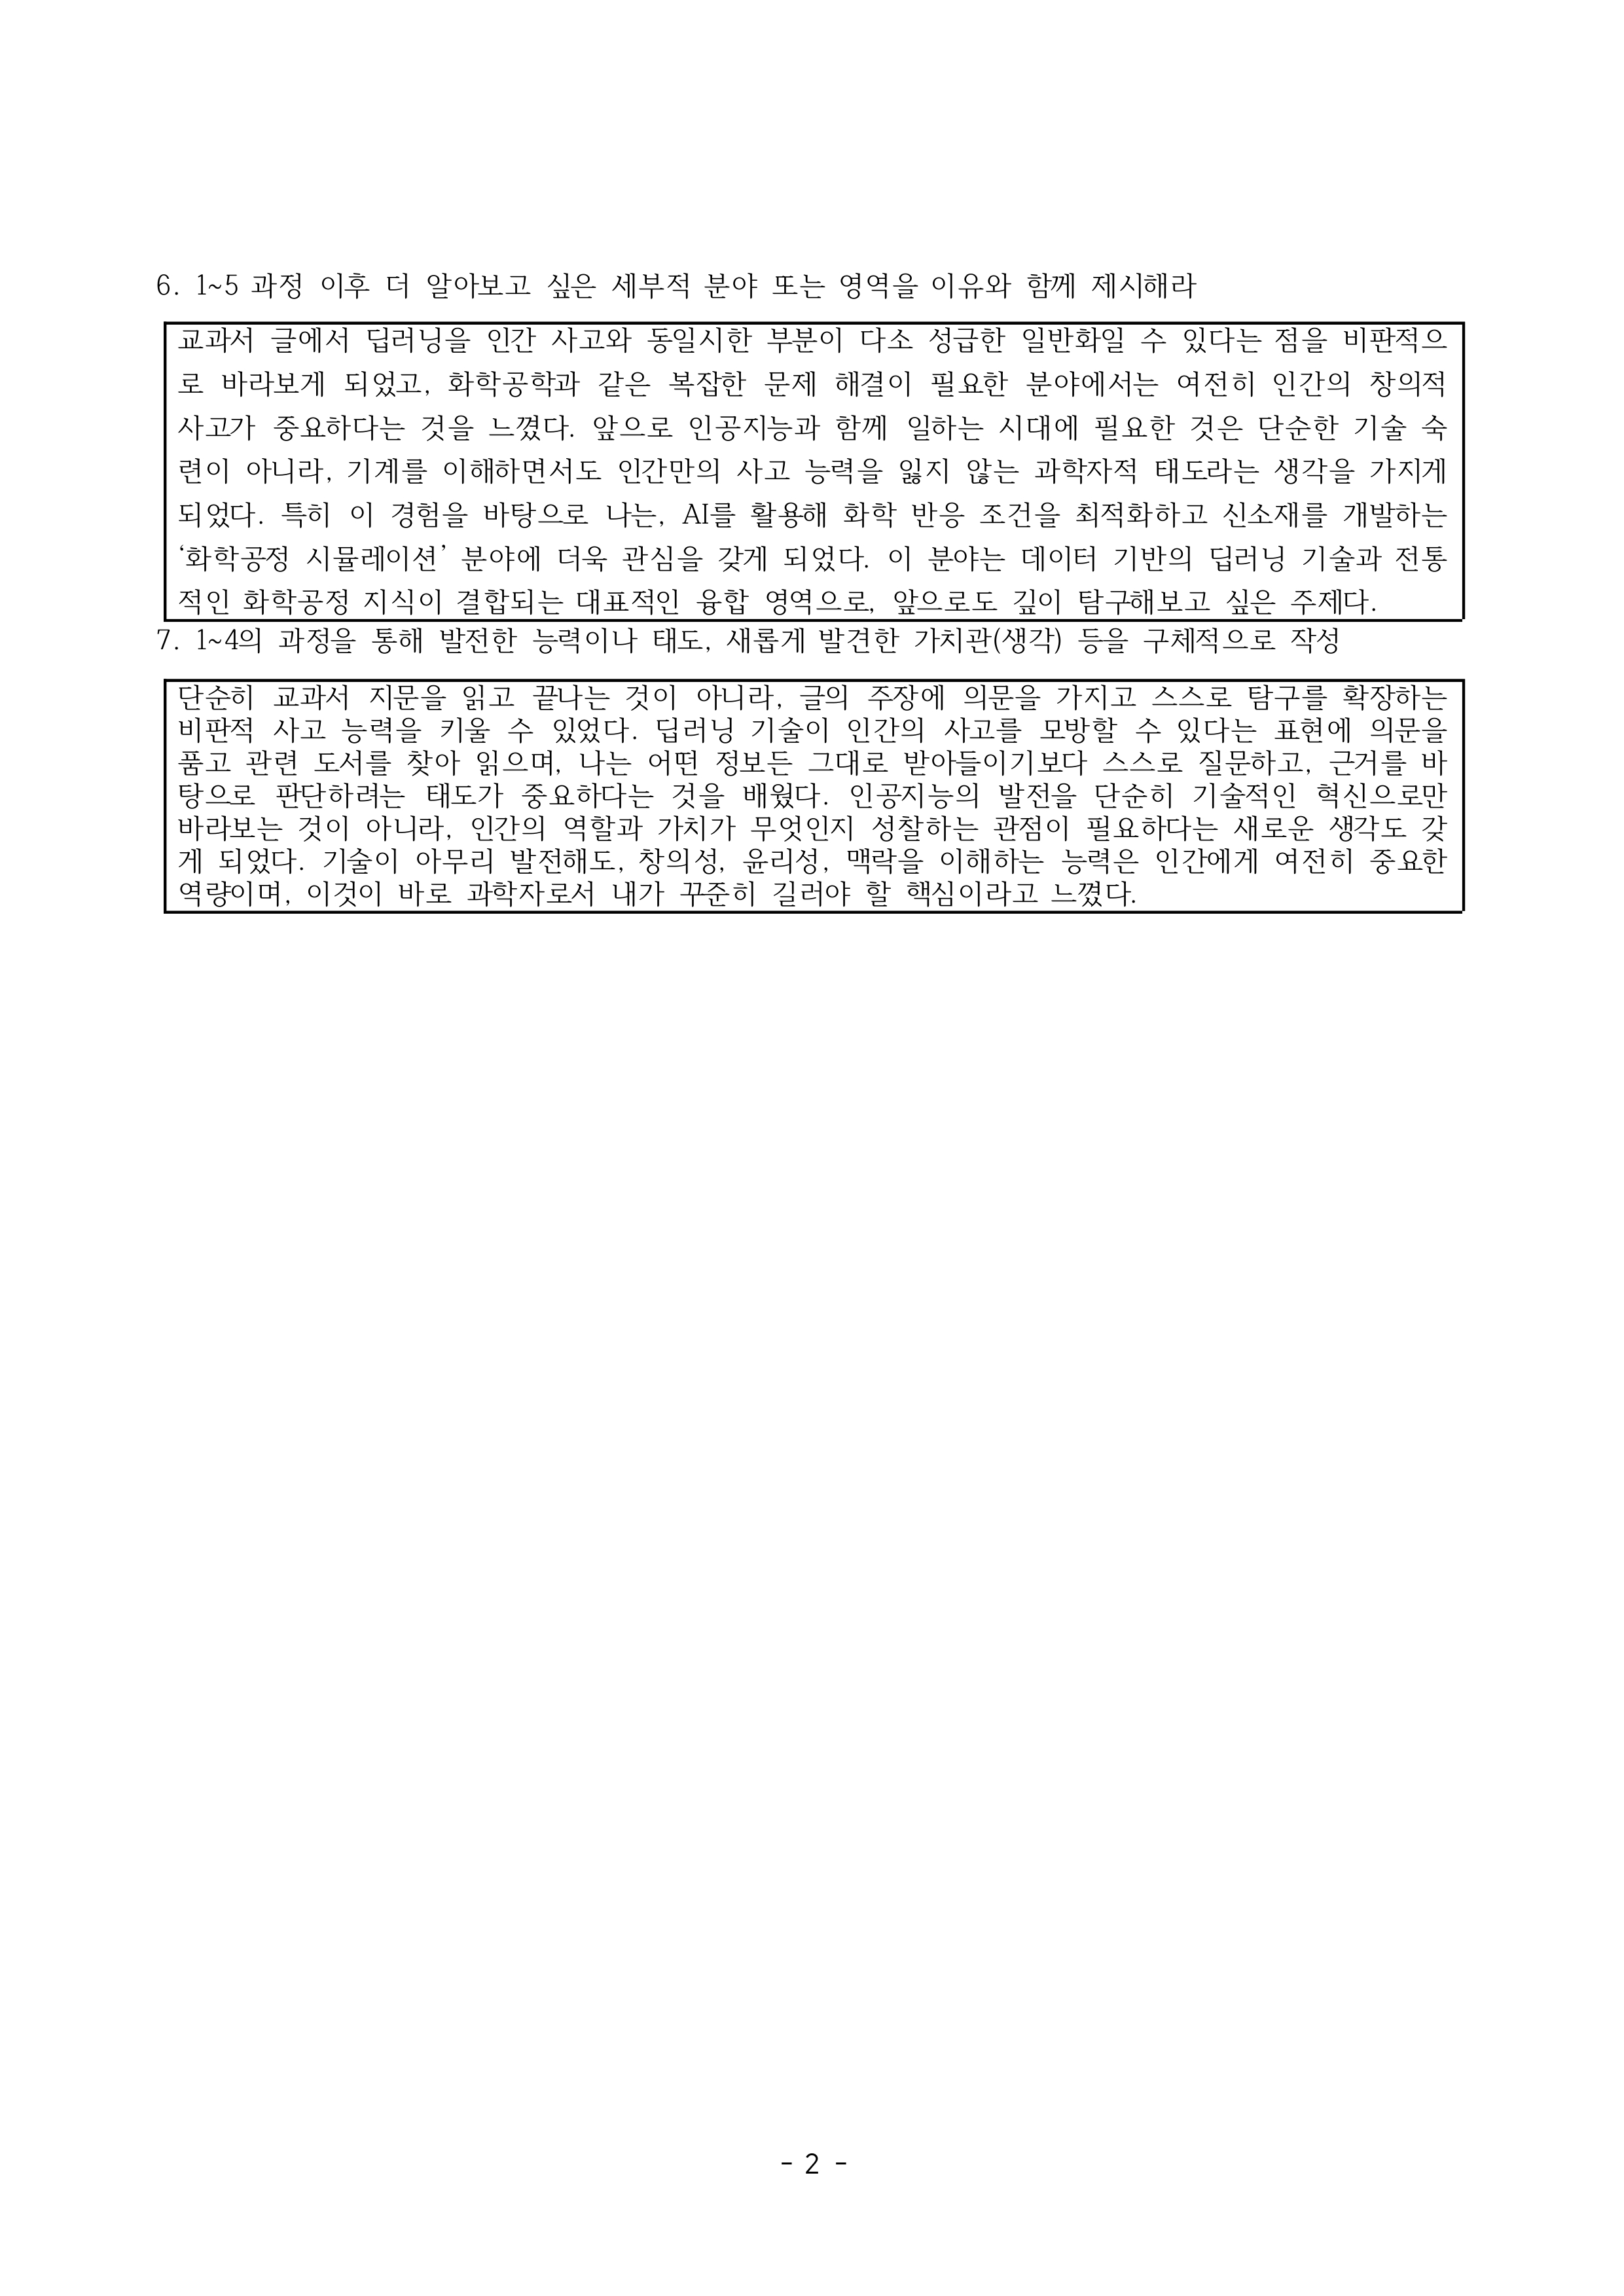 6. 1~5 과정 이후 더 알아보고 싶은 세부적 분야 또는 영역을 이유와 함께 제시해라
교과서 글에서 딥러닝을 인간 사고와 동일시한 부분이 다소 성급한 일반화일 수 있다는 점을 비판적으
로 바라보게 되었고, 화학공학과 같은 복잡한 문제 해결이 필요한 분야에서는 여전히 인간의 창의적
사고가 중요하다는 것을 느꼈다. 앞으로 인공지능과 함께 일하는 시대에 필요한 것은 단순한 기술 숙
련이 아니라, 기계를 이해하면서도 인간만의 사고 능력을 잃지 않는 과학자적 태도라는 생각을 가지게
되었다. 특히 이 경험을 바탕으로 나는, AI를 활용해 화학 반응 조건을 최적화하고 신소재를 개발하는
‘화학공정 시뮬레이션’ 분야에 더욱 관심을 갖게 되었다. 이 분야는 데이터 기반의 딥러닝 기술과 전통
적인 화학공정 지식이 결합되는 대표적인 융합 영역으로, 앞으로도 깊이 탐구해보고 싶은 주제다.
7. 1~4의 과정을 통해 발전한 능력이나 태도, 새롭게 발견한 가치관(생각) 등을 구체적으로 작성
단순히 교과서 지문을 읽고 끝나는 것이 아니라, 글의 주장에 의문을 가지고 스스로 탐구를 확장하는
비판적 사고 능력을 키울 수 있었다. 딥러닝 기술이 인간의 사고를 모방할 수 있다는 표현에 의문을
품고 관련 도서를 찾아 읽으며, 나는 어떤 정보든 그대로 받아들이기보다 스스로 질문하고, 근거를 바
탕으로 판단하려는 태도가 중요하다는 것을 배웠다. 인공지능의 발전을 단순히 기술적인 혁신으로만
바라보는 것이 아니라, 인간의 역할과 가치가 무엇인지 성찰하는 관점이 필요하다는 새로운 생각도 갖
게 되었다. 기술이 아무리 발전해도, 창의성, 윤리성, 맥락을 이해하는 능력은 인간에게 여전히 중요한
역량이며, 이것이 바로 과학자로서 내가 꾸준히 길러야 할 핵심이라고 느꼈다.
- 2 -